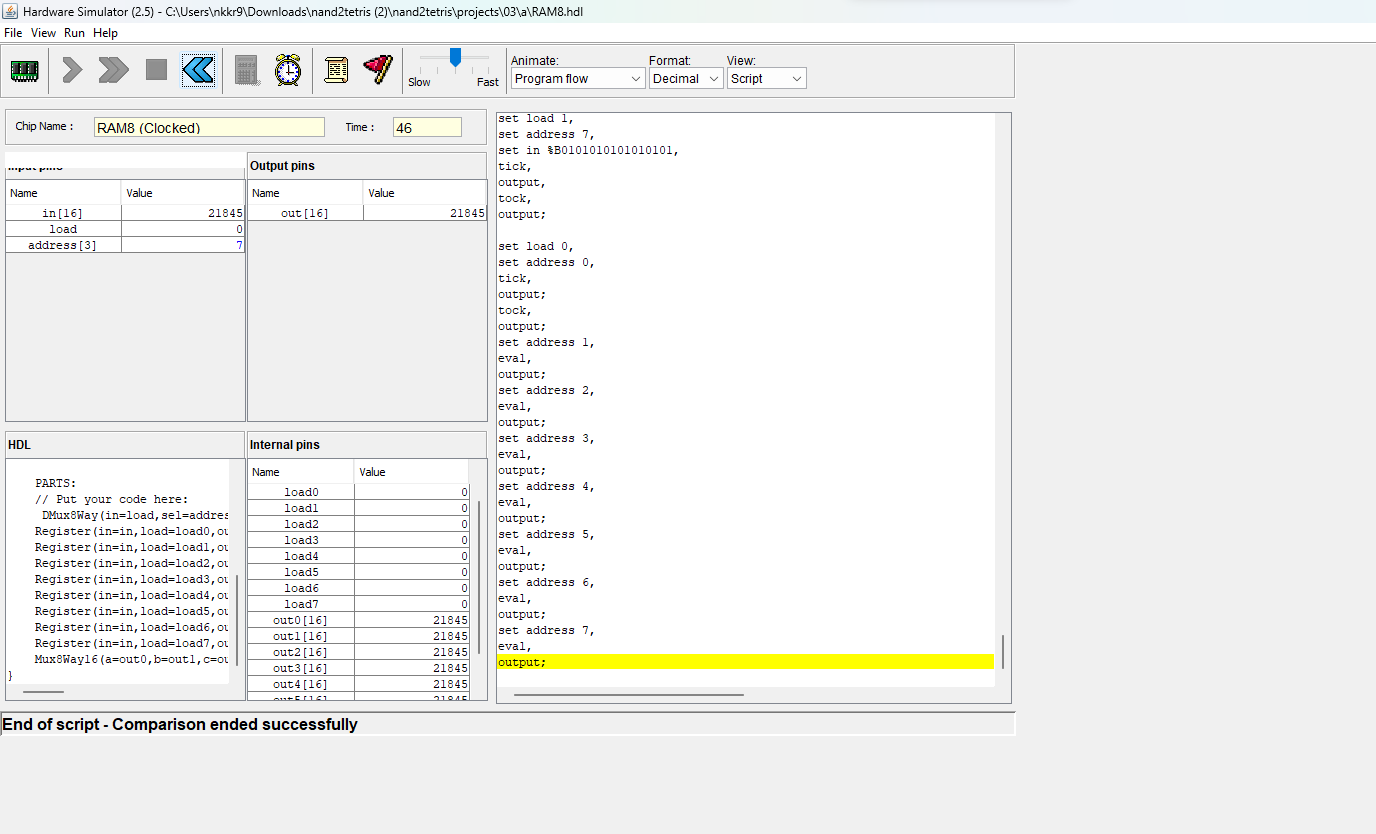 Hardware Simulator (2.5) - C:\Users\nkkr9\Downloads\nand2tetris (2)\nand2tetris\projects\03\a\RAM8.hdl
File View Run Help
Slow Fast
Animate: Format: View:
Program flow Decimal Script
Chip Name : RAM8 (Clocked) Time : 46
Input pins
Name Value
in[16] 21845
load 0
address[3] 7
Output pins
Name Value
out[16] 21845
HDL
PARTS:
// Put your code here:
DMux8Way(in=load,sel=addres
Register(in=in,load=load0,ou
Register(in=in,load=load1,ou
Register(in=in,load=load2,ou
Register(in=in,load=load3,ou
Register(in=in,load=load4,ou
Register(in=in,load=load5,ou
Register(in=in,load=load6,ou
Register(in=in,load=load7,ou
Mux8Way16(a=out0,b=out1,c=ou
}
Internal pins
Name Value
load0 0
load1 0
load2 0
load3 0
load4 0
load5 0
load6 0
load7 0
out0[16] 21845
out1[16] 21845
out2[16] 21845
out3[16] 21845
out4[16] 21845
out5[16] 21845
set load 1,
set address 7,
set in %B0101010101010101,
tick,
output,
tock,
output;
set load 0,
set address 0,
tick,
output;
tock,
output;
set address 1,
eval,
output;
set address 2,
eval,
output;
set address 3,
eval,
output;
set address 4,
eval,
output;
set address 5,
eval,
output;
set address 6,
eval,
output;
set address 7,
eval,
output;
End of script - Comparison ended successfully